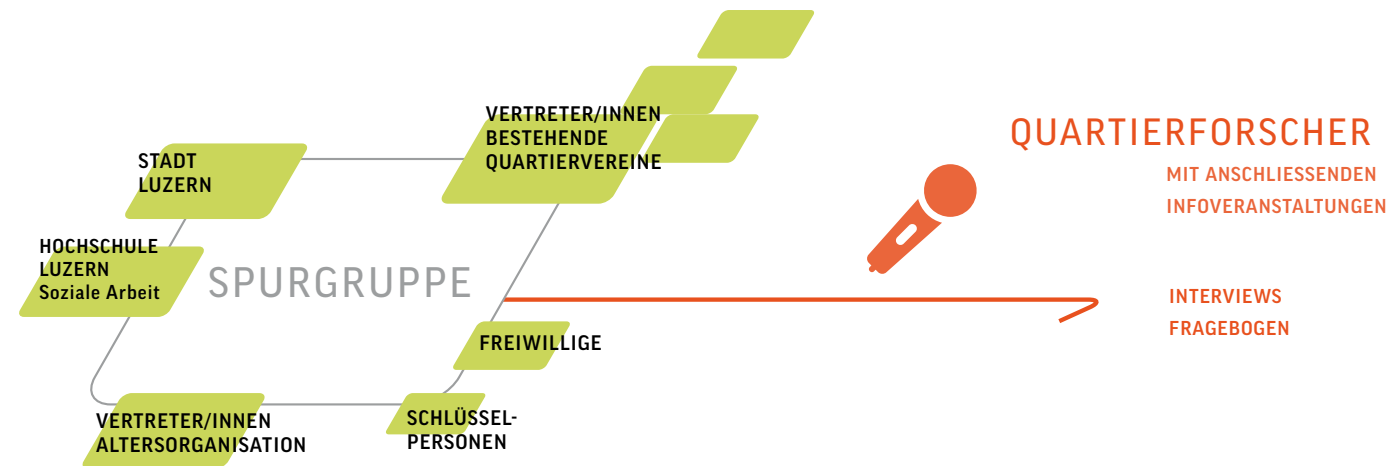 VERTRETER/INNEN
BESTEHENDE
QUARTIERVEREINE
STADT
LUZERN
HOCHSCHULE
LUZERN
Soziale Arbeit
SPURGRUPPE
FREIWILLIGE
VERTRETER/INNEN
ALTERSORGANISATION
SCHLÜSSEL-
PERSONEN
QUARTIERFORSCHER
MIT ANSCHLIESSENDEN
INFOVERANSTALTUNGEN
INTERVIEWS
FRAGEBOGEN